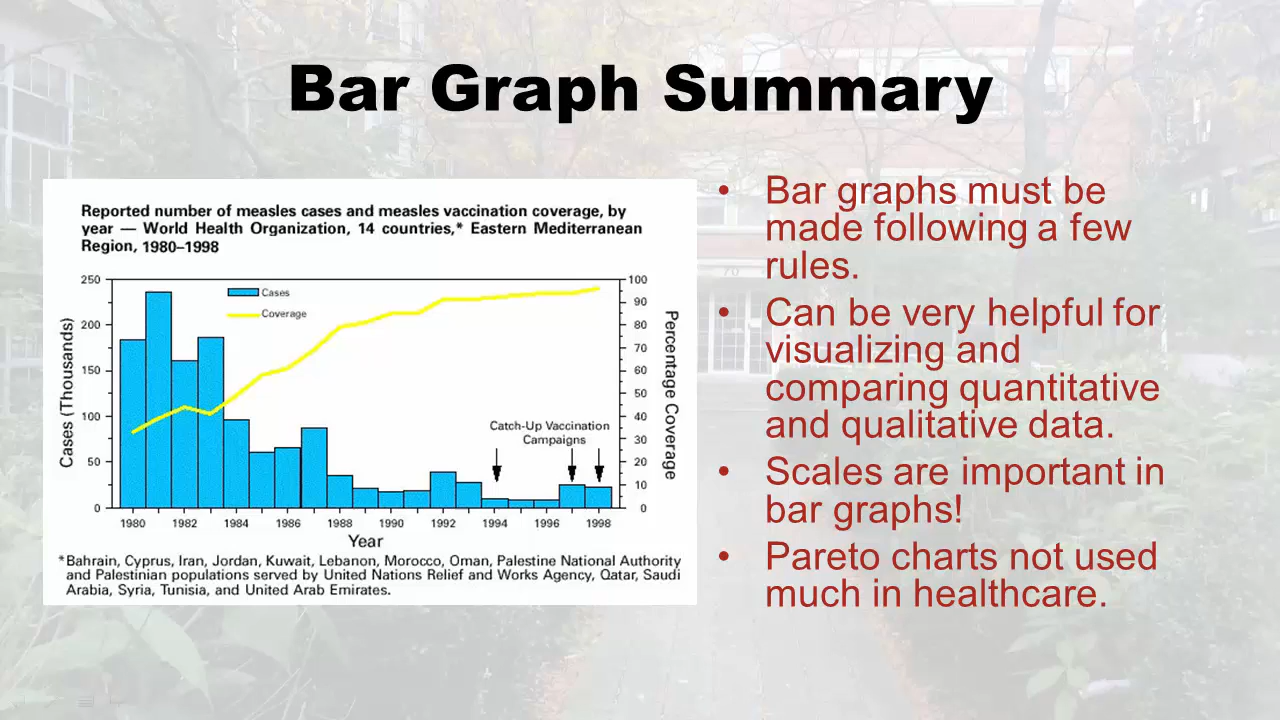 Bar Graph Summary
Reported number of measles cases and measles vaccination coverage, by
year — World Health Organization, 14 countries,* Eastern Mediterranean
Region, 1980–1998
Cases (Thousands)
250
200
150
100
50
0
Cases
Coverage
Catch-Up Vaccination
Campaigns
100
90
80
70
60
50
40
30
20
10
0
Percentage Coverage
1980 1982 1984 1986 1988 1990 1992 1994 1996 1998
Year
*Bahrain, Cyprus, Iran, Jordan, Kuwait, Lebanon, Morocco, Oman, Palestine National Authority
and Palestinian populations served by United Nations Relief and Works Agency, Qatar, Saudi
Arabia, Syria, Tunisia, and United Arab Emirates.
• Bar graphs must be
made following a few
rules.
• Can be very helpful for
visualizing and
comparing quantitative
and qualitative data.
• Scales are important in
bar graphs!
• Pareto charts not used
much in healthcare.
70